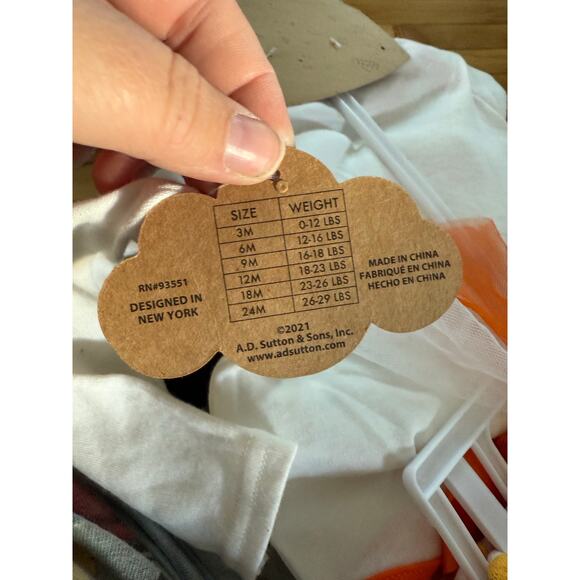 RN#93551
DESIGNED IN
NEW YORK
SIZE WEIGHT
3M 0-12 LBS
6M 12-16 LBS
9M 16-18 LBS
12M 18-23 LBS
18M 23-26 LBS
24M 26-29 LBS
©2021
A.D. Sutton & Sons, Inc.
www.adsutton.com
MADE IN CHINA
FABRIQUÉ EN CHINA
HECHO EN CHINA